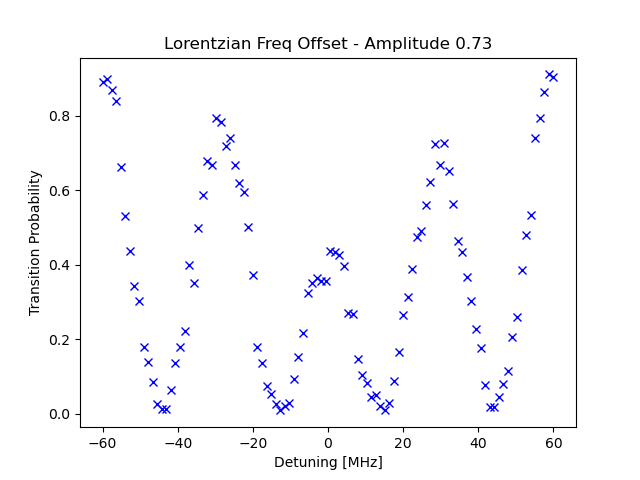 Lorentzian Freq Offset - Amplitude 0.73
Transition Probability
0.8
0.6
0.4
0.2
0.0
−60 −40 −20 0 20 40 60
Detuning [MHz]